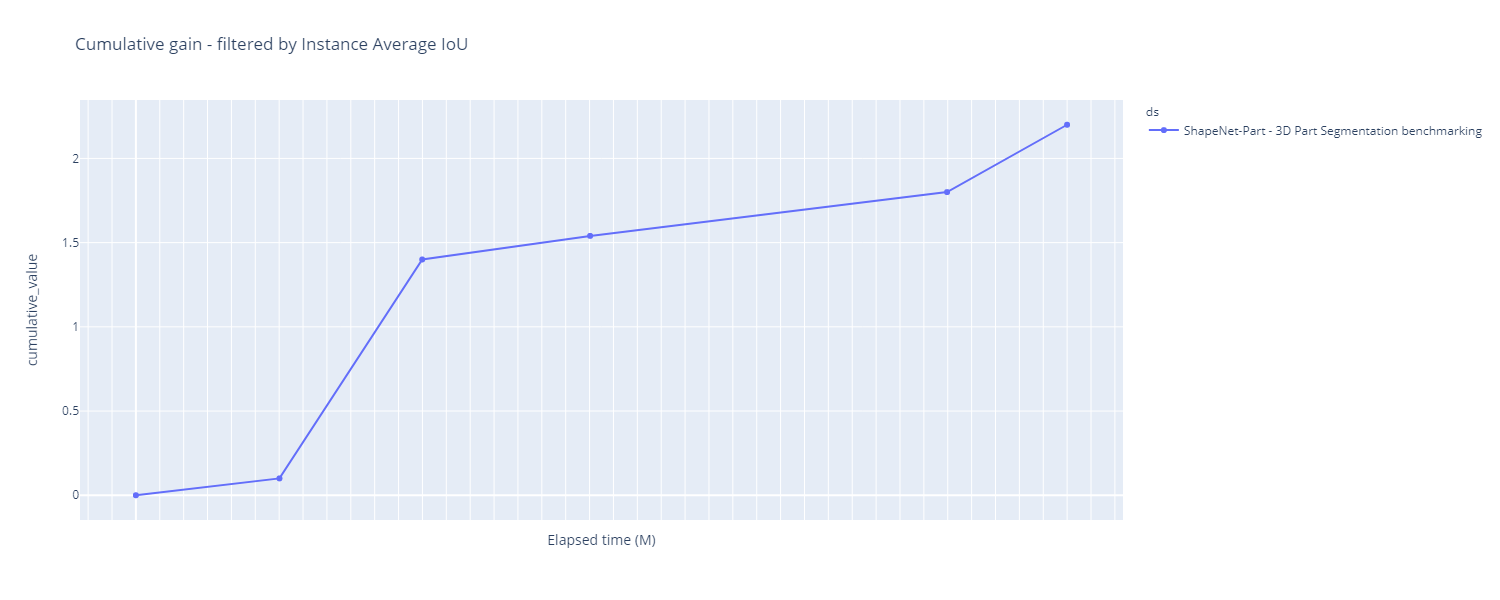 Cumulative gain - filtered by Instance Average IoU
ds
ShapeNet-Part - 3D Part Segmentation benchmarking
2
1.5
1
0.5
0
cumulative_value
Elapsed time (M)